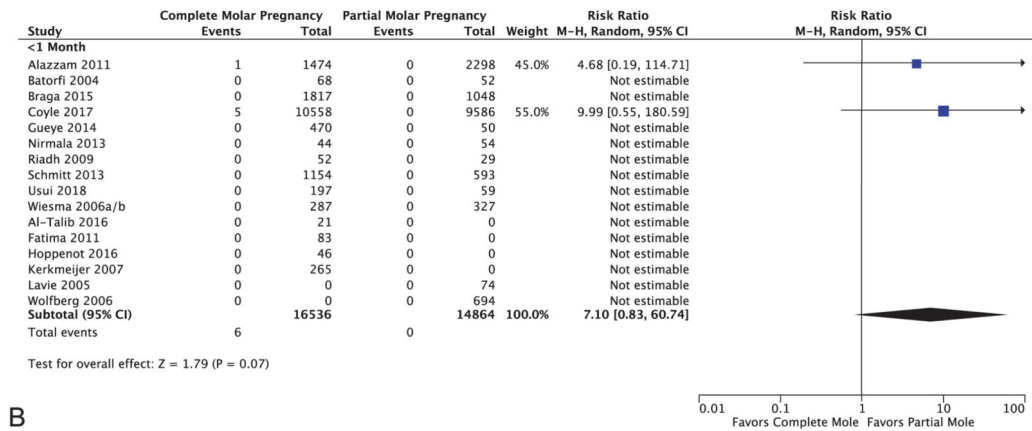 Complete Molar Pregnancy Partial Molar Pregnancy Risk Ratio Risk Ratio
Study Events Total Events Total Weight M-H, Random, 95% CI M-H, Random, 95% CI
<1 Month
Alazzam 2011 1 1474 0 2298 45.0% 4.68 [0.19, 114.71]
Batorfi 2004 0 68 0 52 Not estimable
Braga 2015 0 1817 0 1048 Not estimable
Coyle 2017 5 10558 0 9586 55.0% 9.99 [0.55, 180.59]
Gueye 2014 0 470 0 50 Not estimable
Nirmala 2013 0 44 0 54 Not estimable
Riadh 2009 0 52 0 29 Not estimable
Schmitt 2013 0 1154 0 593 Not estimable
Usui 2018 0 197 0 59 Not estimable
Wiesma 2006a/b 0 287 0 327 Not estimable
Al-Talib 2016 0 21 0 0 Not estimable
Fatima 2011 0 83 0 0 Not estimable
Hoppenot 2016 0 46 0 0 Not estimable
Kerkmeijer 2007 0 265 0 0 Not estimable
Lavie 2005 0 0 0 74 Not estimable
Wolfberg 2006 0 0 0 694 Not estimable
Subtotal (95% CI) 16536 14864 100.0% 7.10 [0.83, 60.74]
Total events 6 0
Test for overall effect: Z = 1.79 (P = 0.07)
0.01 0.1 1 10 100
Favors Complete Mole Favors Partial Mole
B